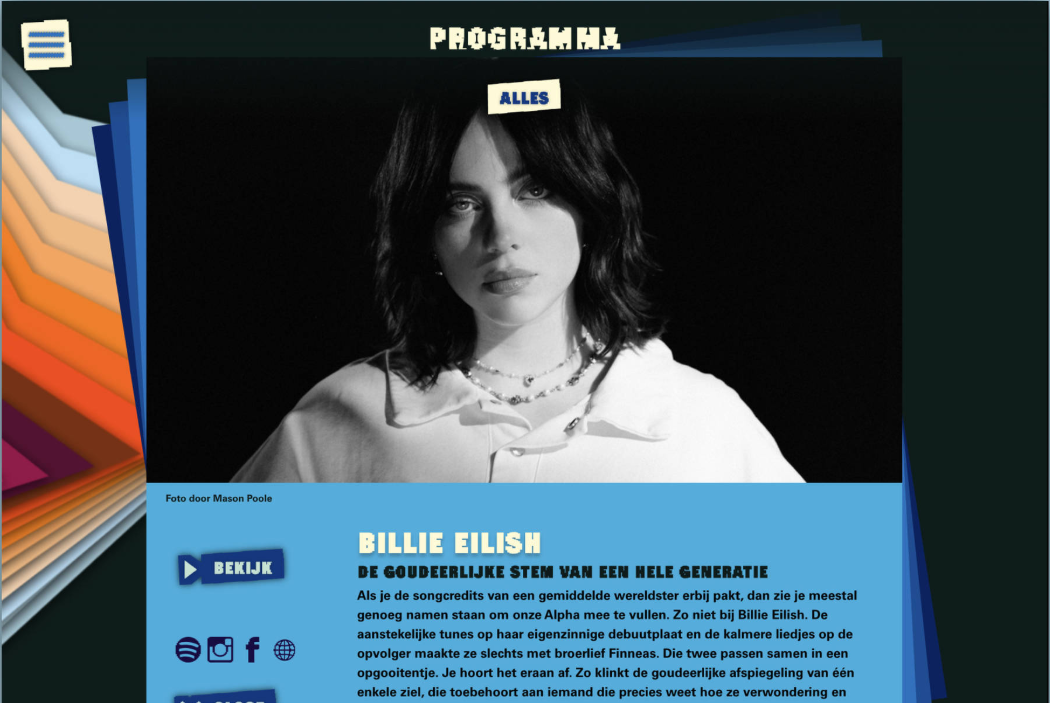 PROGRAMMA
ALLES
Foto door Mason Poole
BEKIJK
BILLIE EILISH
DE GOUDEERLIJKE STEM VAN EEN HELE GENERATIE
Als je de songcredits van een gemiddelde wereldster erbij pakt, dan zie je meestal
genoeg namen staan om onze Alpha mee te vullen. Zo niet bij Billie Eilish. De
aanstekelijke tunes op haar eigenzinnige debuutplaat en de kalmere liedjes op de
opvolger maakte ze slechts met broerlief Finneas. Die twee passen samen in een
opgooitentje. Je hoort het eraan af. Zo klinkt de goudeerlijke afspiegeling van één
enkele ziel, die toebehoort aan iemand die precies weet hoe ze verwondering en